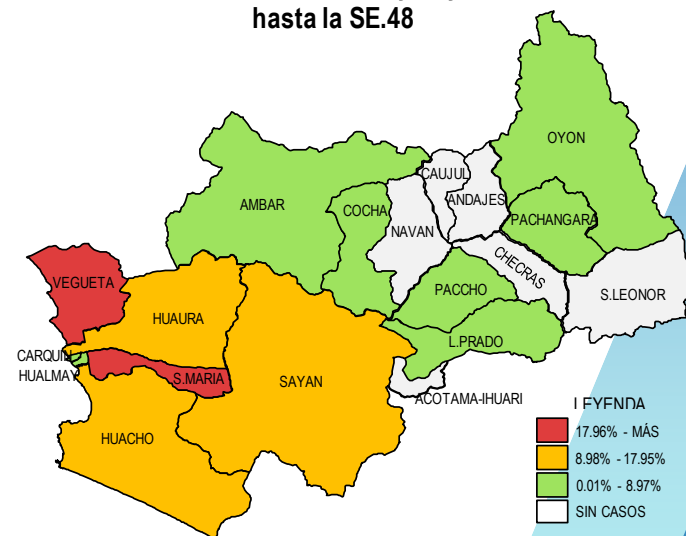 hasta la SE.48
OYON
CAUJUL
ANDAJES
AMBAR
COCHA
NAVAN
PACHANGARA
CHECRAS
VEGUETA
PACCHO
S.LEONOR
HUAURA
L.PRADO
CARQUIN
HUALMAY
S.MARIA
SAYAN
ACOTAMA-IHUARI
HUACHO
LEYENDA
17.96% - MÁS
8.98% - 17.95%
0.01% - 8.97%
SIN CASOS